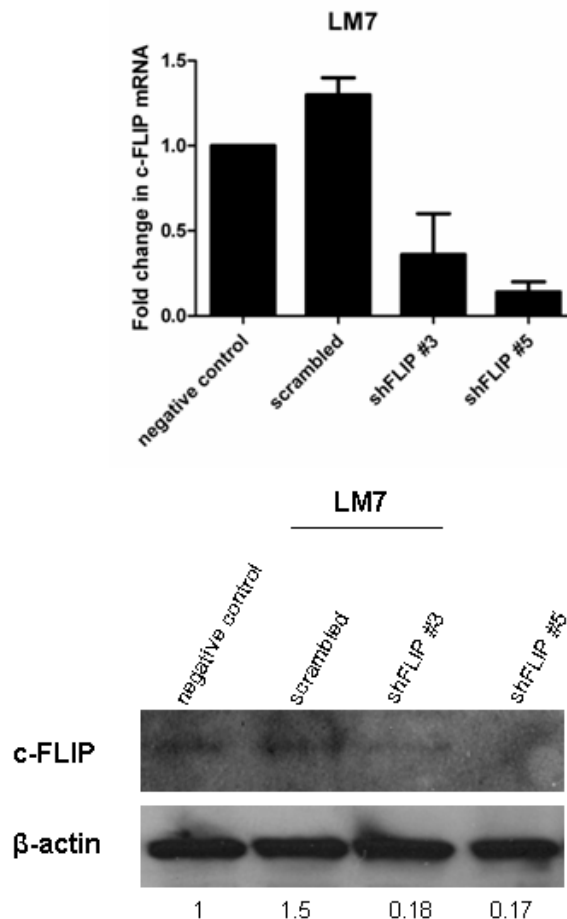 LM7
Fold change in c-FLIP mRNA
1.5
1.0
0.5
0.0
negative control
scrambled
shFLIP #3
shFLIP #5
LM7
negative control
scrambled
shFLIP #3
shFLIP #5
c-FLIP
β-actin
1 1.5 0.18 0.17